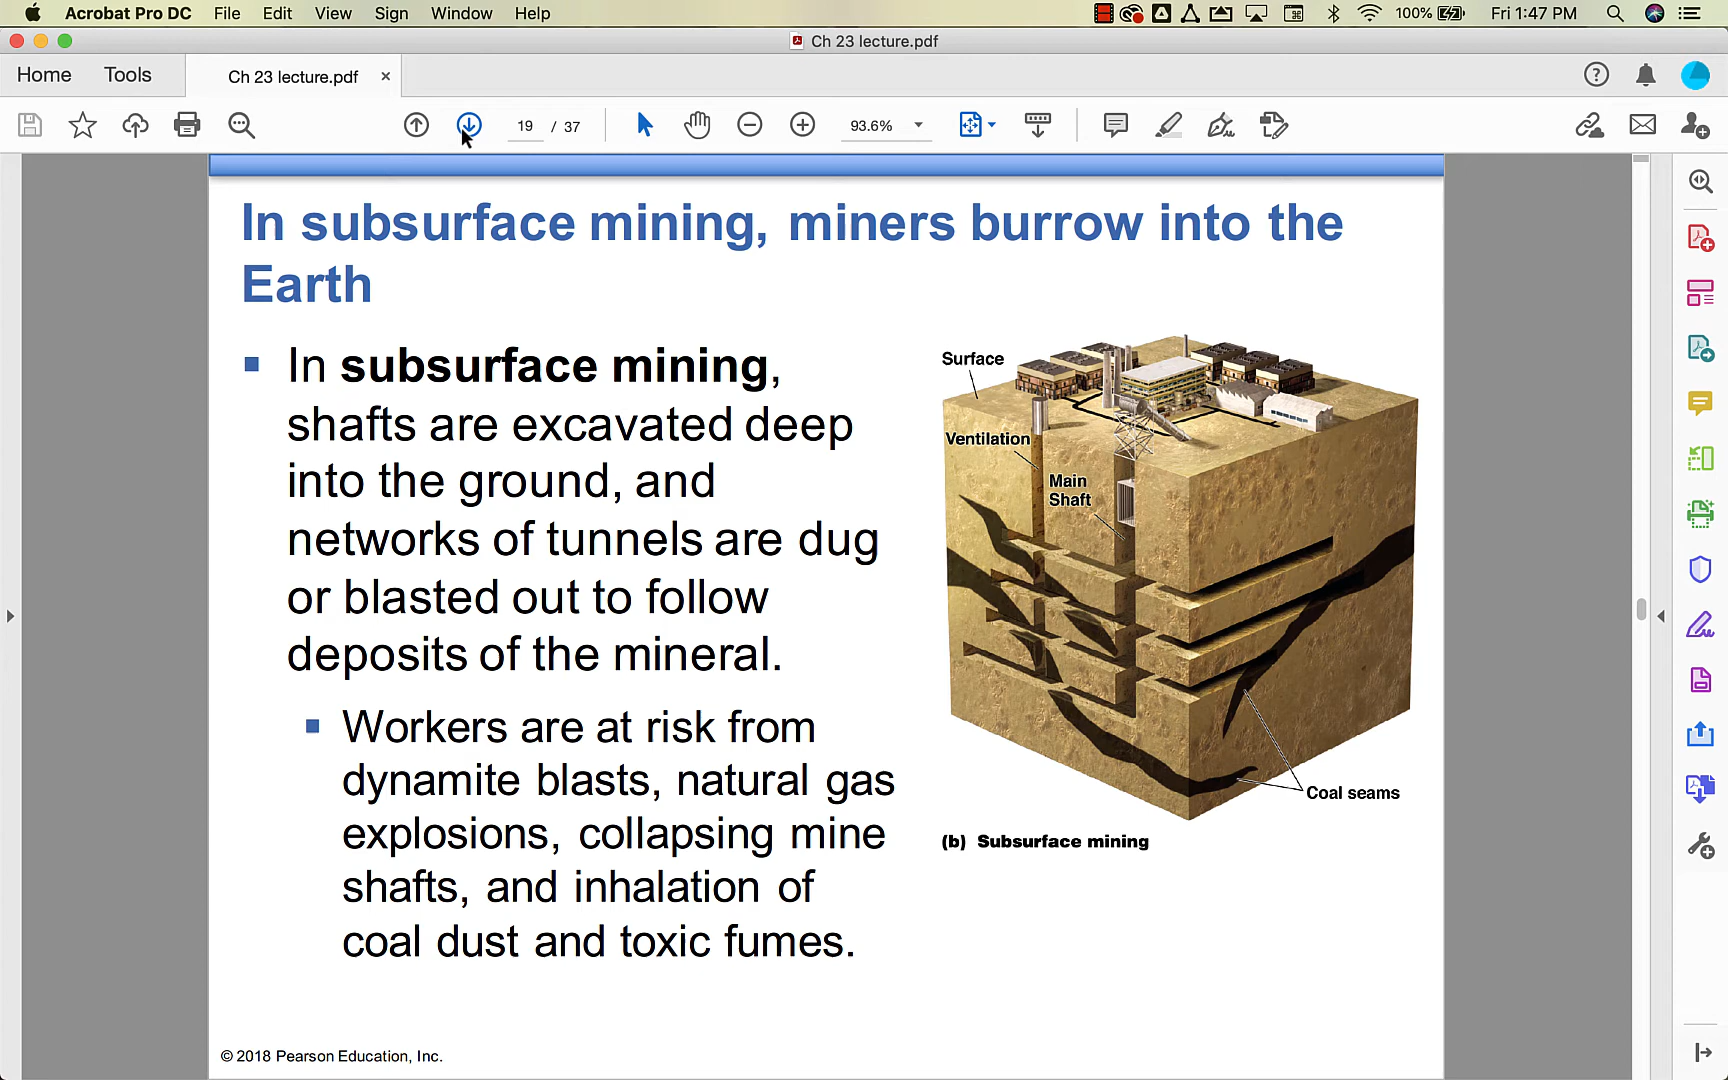 Acrobat Pro DC File Edit View Sign Window Help 100% Fri 1:47 PM
Ch 23 lecture.pdf
Home Tools Ch 23 lecture.pdf ×
19 / 37 93.6%
In subsurface mining, miners burrow into the
Earth
In subsurface mining,
shafts are excavated deep
into the ground, and
networks of tunnels are dug
or blasted out to follow
deposits of the mineral.
Workers are at risk from
dynamite blasts, natural gas
explosions, collapsing mine
shafts, and inhalation of
coal dust and toxic fumes.
Surface
Ventilation
Main
Shaft
Coal seams
(b) Subsurface mining
© 2018 Pearson Education, Inc.